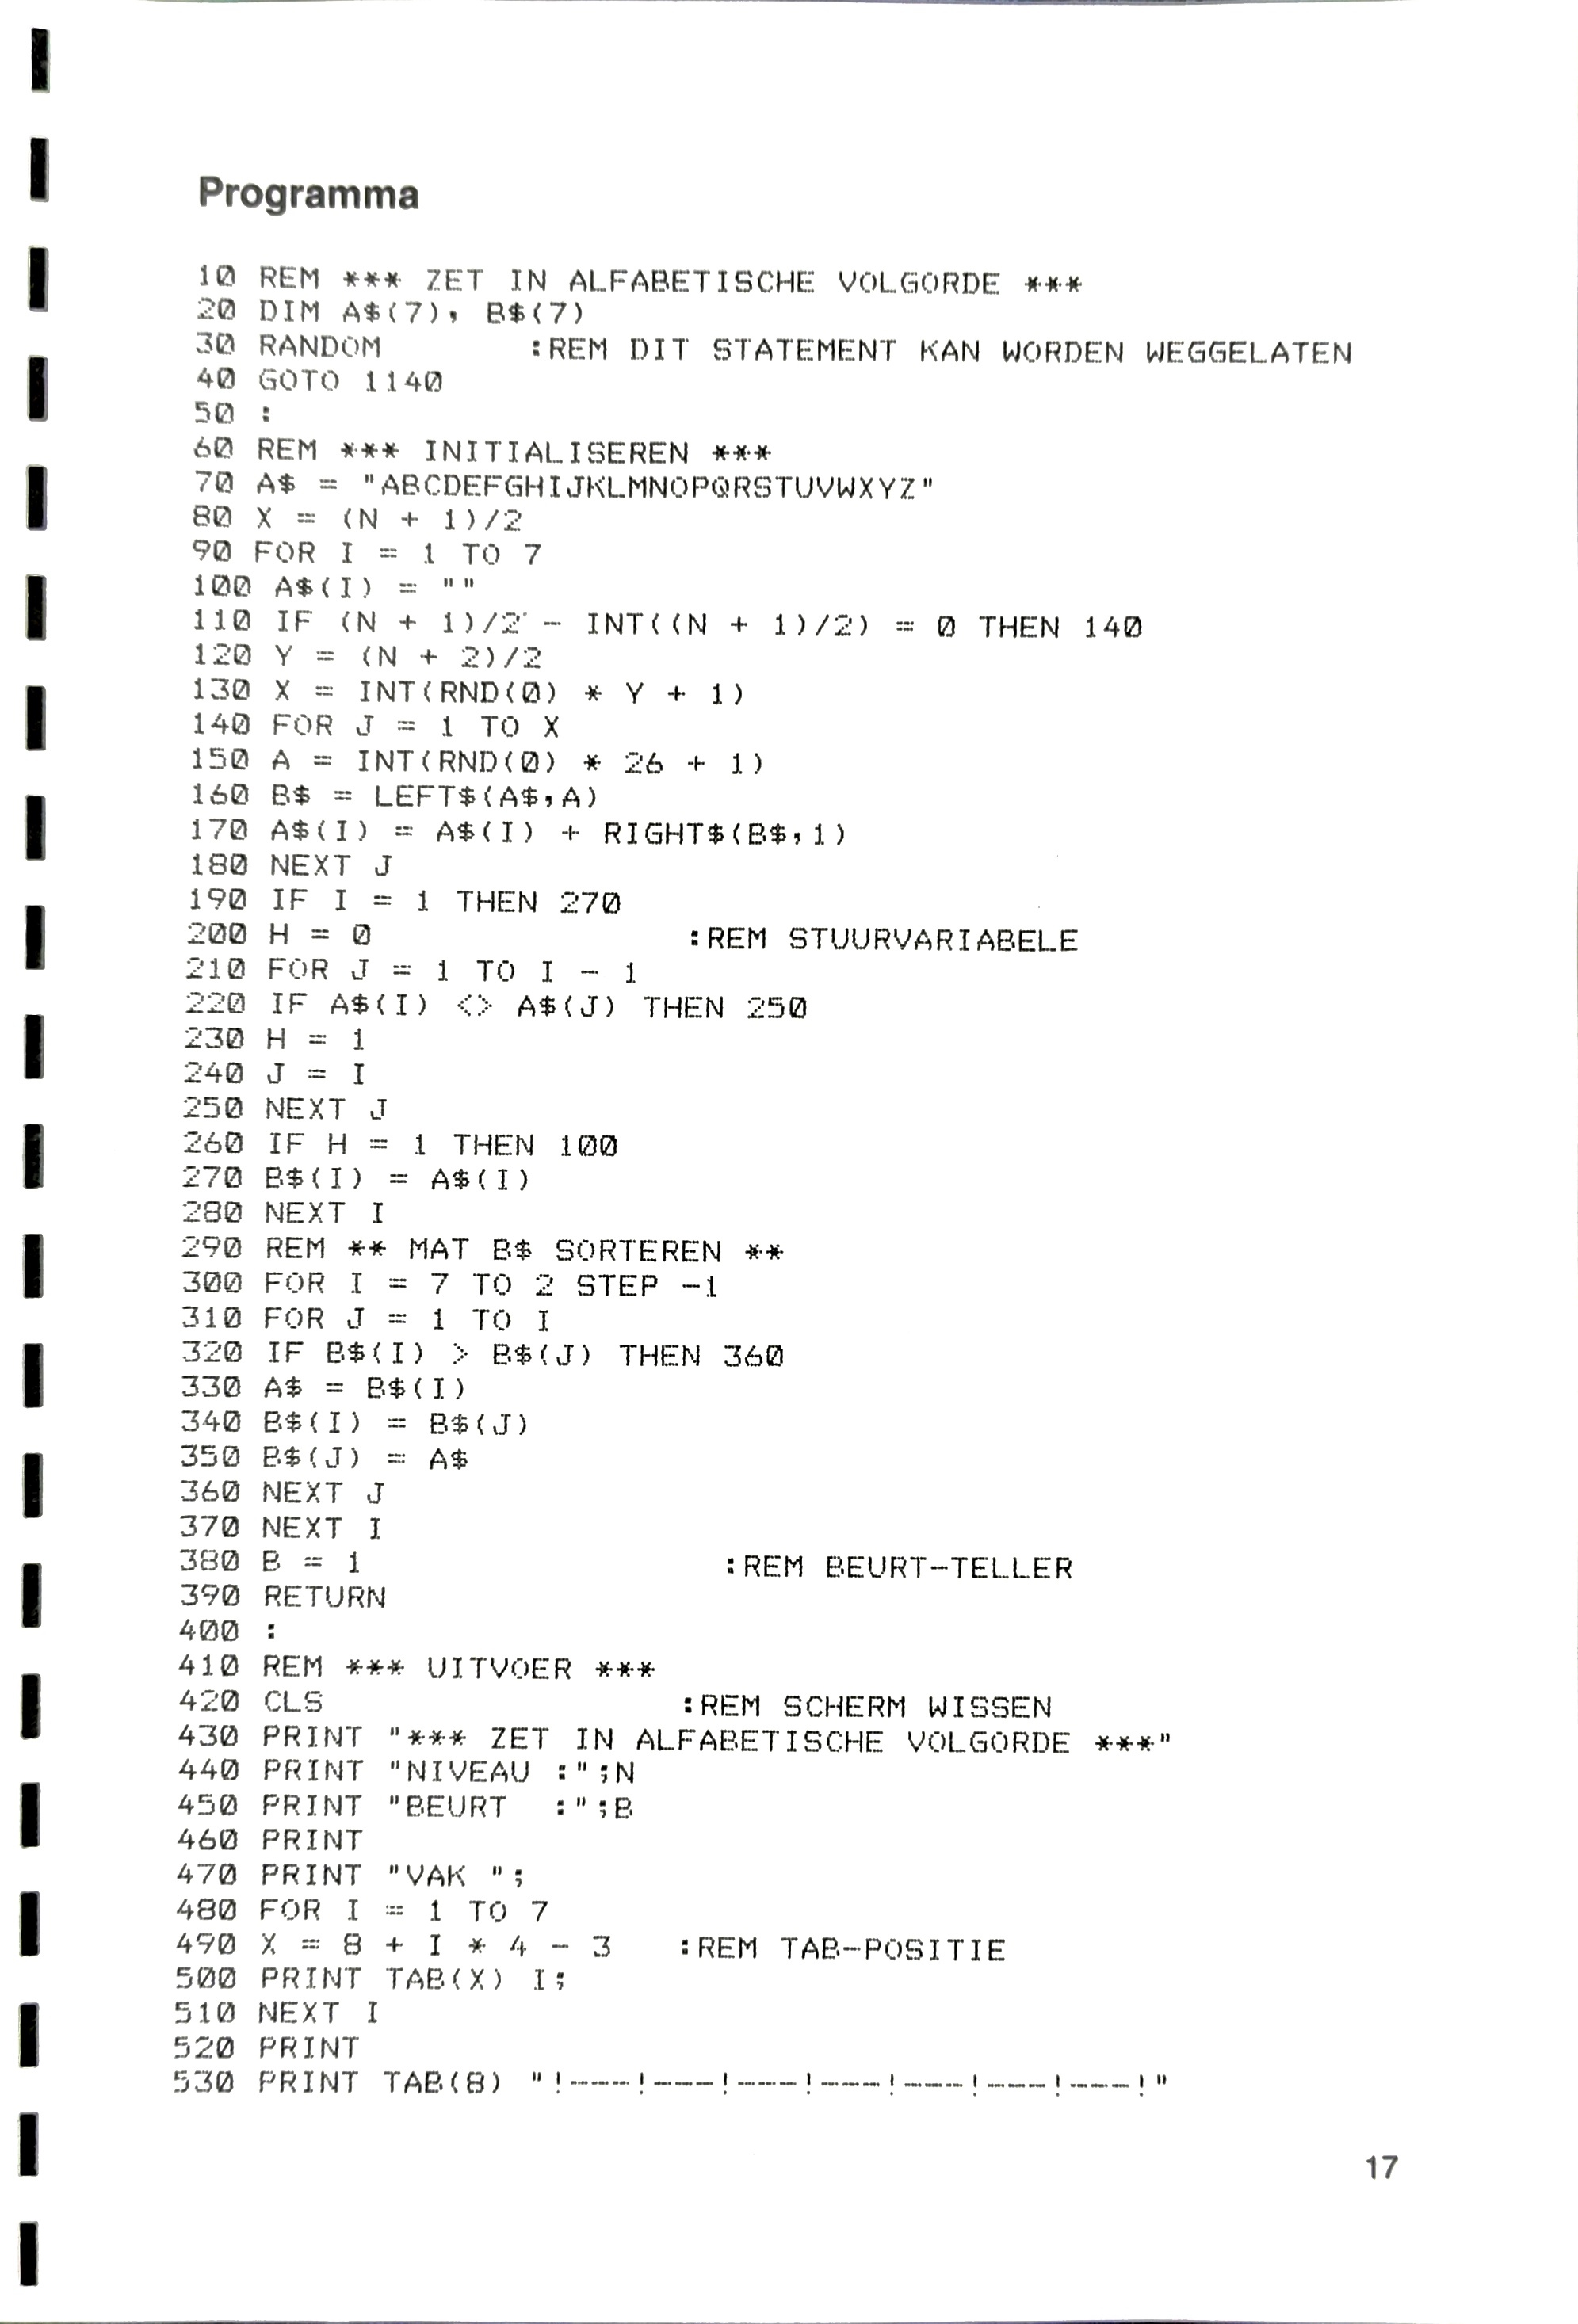 Programma
10 REM *** ZET IN ALFABETISCHE VOLGORDE ***
20 DIM A$(7), B$(7)
30 RANDOM :REM DIT STATEMENT KAN WORDEN WEGGELATEN
40 GOTO 1140
50 :
60 REM *** INITIALISEREN ***
70 A$ = "ABCDEFGHIJKLMNOPQRSTUVWXYZ"
80 X = (N + 1)/2
90 FOR I = 1 TO 7
100 A$(I) = ""
110 IF (N + 1)/2 - INT((N + 1)/2) = 0 THEN 140
120 Y = (N + 2)/2
130 X = INT(RND(0) * Y + 1)
140 FOR J = 1 TO X
150 A = INT(RND(0) * 26 + 1)
160 B$ = LEFT$(A$,A)
170 A$(I) = A$(I) + RIGHT$(B$,1)
180 NEXT J
190 IF I = 1 THEN 270
200 H = 0 :REM STUURVARIABELE
210 FOR J = 1 TO I - 1
220 IF A$(I) <> A$(J) THEN 250
230 H = 1
240 J = I
250 NEXT J
260 IF H = 1 THEN 100
270 B$(I) = A$(I)
280 NEXT I
290 REM ** MAT B$ SORTEREN **
300 FOR I = 7 TO 2 STEP -1
310 FOR J = 1 TO I
320 IF B$(I) > B$(J) THEN 360
330 A$ = B$(I)
340 B$(I) = B$(J)
350 B$(J) = A$
360 NEXT J
370 NEXT I
380 B = 1 :REM BEURT-TELLER
390 RETURN
400 :
410 REM *** UITVOER ***
420 CLS :REM SCHERM WISSEN
430 PRINT "*** ZET IN ALFABETISCHE VOLGORDE ***"
440 PRINT "NIVEAU :";N
450 PRINT "BEURT  :";B
460 PRINT
470 PRINT "VAK ";
480 FOR I = 1 TO 7
490 X = 8 + I * 4 - 3 :REM TAB-POSITIE
500 PRINT TAB(X) I;
510 NEXT I
520 PRINT
530 PRINT TAB(8) "!---!---!---!---!---!---!---!"
17